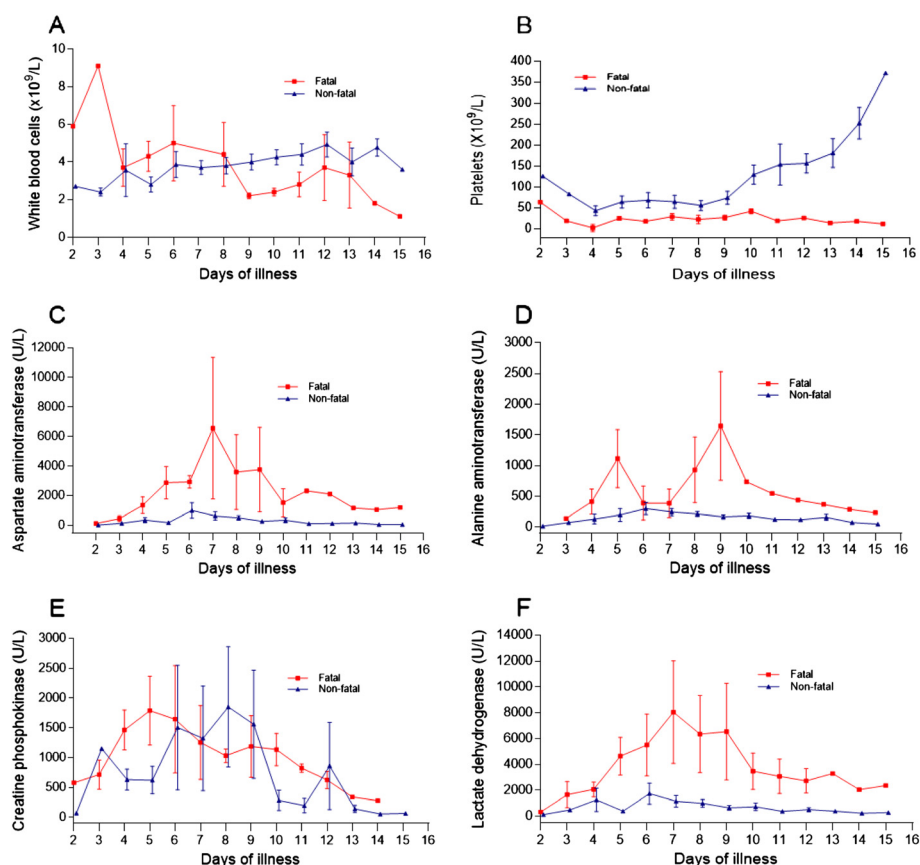 A
White blood cells (x10⁹/L)
10
8
6
4
2
0
Fatal
Non-fatal
2 3 4 5 6 7 8 9 10 11 12 13 14 15 16
Days of illness
B
Platelets (X10⁹/L)
400
350
300
250
200
150
100
50
0
Fatal
Non-fatal
2 3 4 5 6 7 8 9 10 11 12 13 14 15 16
Days of illness
C
Aspartate aminotransferase (U/L)
12000
10000
8000
6000
4000
2000
0
Fatal
Non-fatal
2 3 4 5 6 7 8 9 10 11 12 13 14 15 16
Days of illness
D
Alanine aminotransferase (U/L)
3000
2500
2000
1500
1000
500
0
Fatal
Non-fatal
2 3 4 5 6 7 8 9 10 11 12 13 14 15 16
Days of illness
E
Creatine phosphokinase (U/L)
3000
2500
2000
1500
1000
500
0
Fatal
Non-fatal
2 3 4 5 6 7 8 9 10 11 12 13 14 15 16
Days of illness
F
Lactate dehydrogenase (U/L)
14000
12000
10000
8000
6000
4000
2000
0
Fatal
Non-fatal
2 3 4 5 6 7 8 9 10 11 12 13 14 15 16
Days of illness